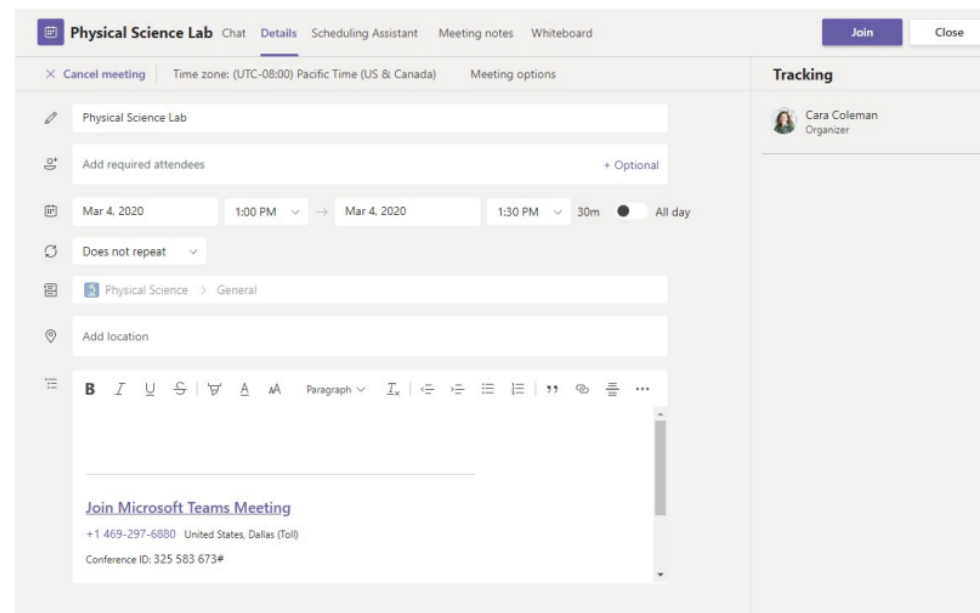 Physical Science Lab Chat Details Scheduling Assistant Meeting notes Whiteboard Join Close
Cancel meeting Time zone: (UTC-08:00) Pacific Time (US & Canada) Meeting options
Tracking
Physical Science Lab
Cara Coleman
Organizer
Add required attendees + Optional
Mar 4, 2020 1:00 PM → Mar 4, 2020 1:30 PM 30m All day
Does not repeat
Physical Science > General
Add location
B I U S A AA Paragraph Tx
Join Microsoft Teams Meeting
+1 469-297-6880 United States, Dallas (Toll)
Conference ID: 325 583 673#